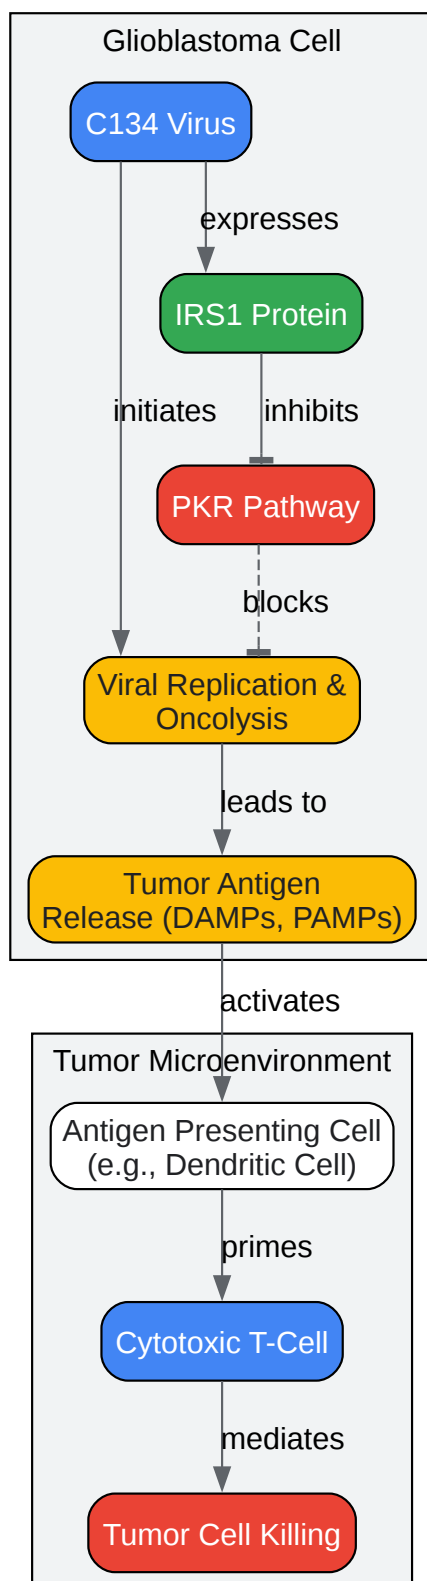 Glioblastoma Cell
C134 Virus
expresses
IRS1 Protein
initiates
inhibits
PKR Pathway
blocks
Viral Replication &
Oncolysis
leads to
Tumor Antigen
Release (DAMPs, PAMPs)
activates
Tumor Microenvironment
Antigen Presenting Cell
(e.g., Dendritic Cell)
primes
Cytotoxic T-Cell
mediates
Tumor Cell Killing